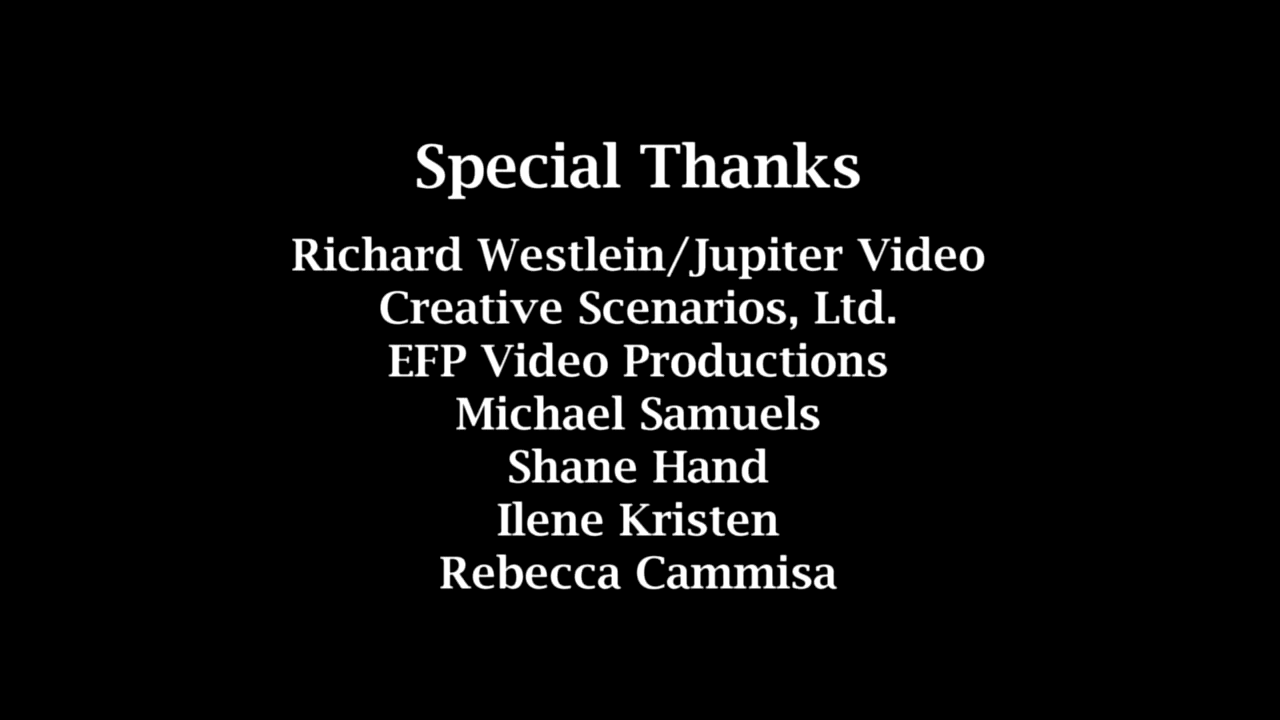 Special Thanks
Richard Westlein/Jupiter Video
Creative Scenarios, Ltd.
EFP Video Productions
Michael Samuels
Shane Hand
Ilene Kristen
Rebecca Cammisa